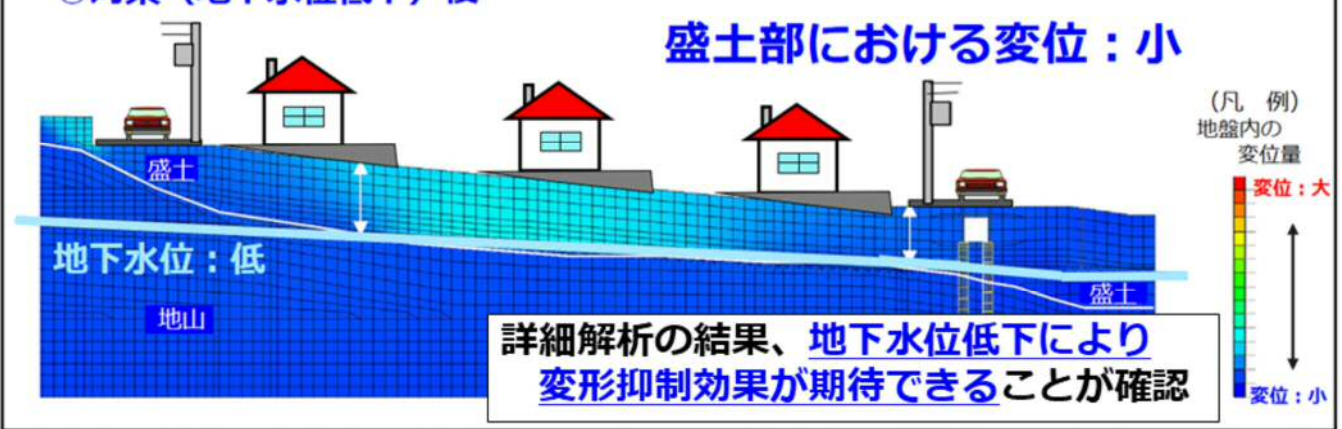 盛土部における変位：小
（凡　例）
地盤内の
変位量
変位：大
盛土
地下水位：低
地山
盛土
詳細解析の結果、地下水位低下により
変形抑制効果が期待できることが確認
変位：小